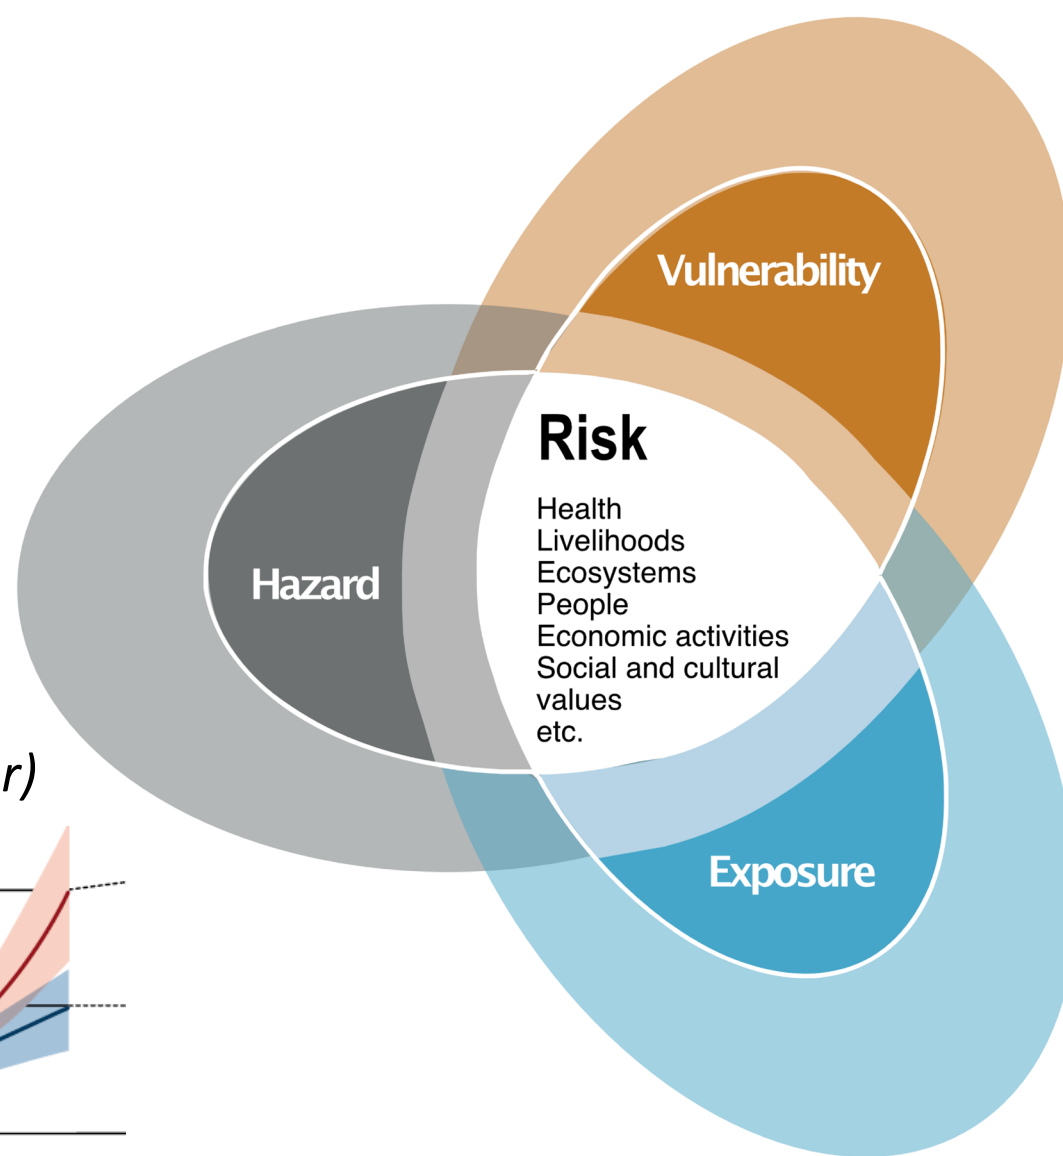 Vulnerability
Risk
Health
Livelihoods
Ecosystems
People
Economic activities
Social and cultural
values
etc.
Hazard
r)
Exposure